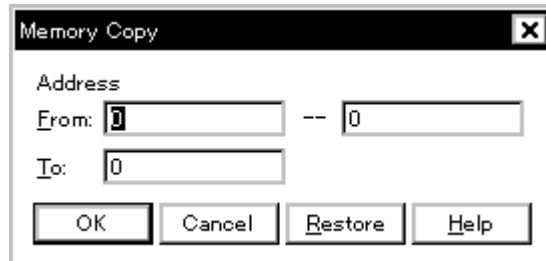 Memory Copy
Address
From: 0 -- 0
To: 0
OK Cancel Restore Help